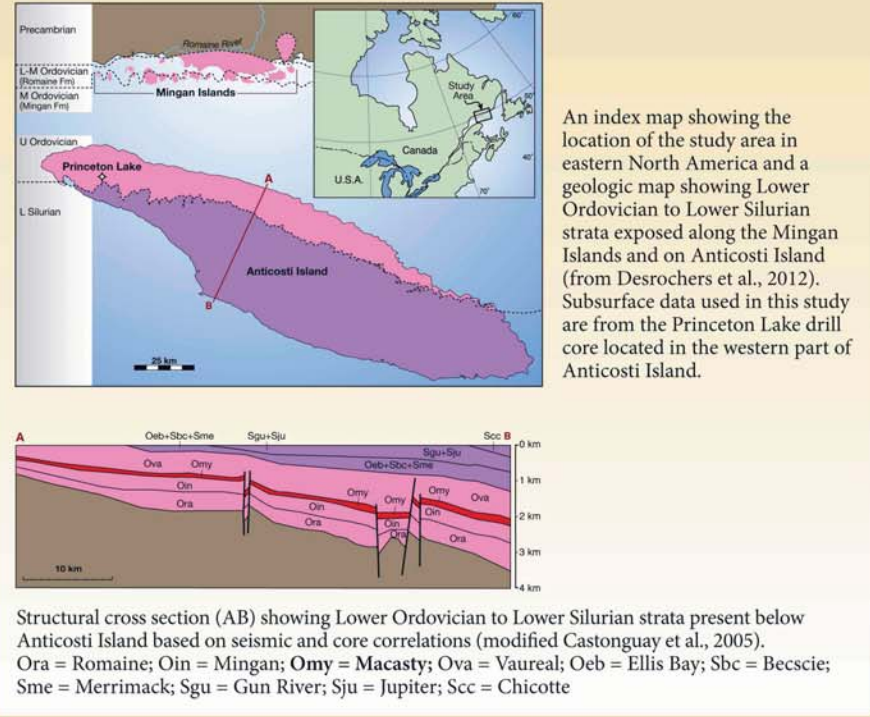 Precambrian
Romaine River
L-M Ordovician
(Romaine Fm)
M Ordovician
(Mingan Fm)
Mingan Islands
U Ordovician
Princeton Lake
A
L Silurian
Anticosti Island
B
25 km
60°
50°
40°
70°
Study
Area
Canada
U.S.A.
An index map showing the
location of the study area in
eastern North America and a
geologic map showing Lower
Ordovician to Lower Silurian
strata exposed along the Mingan
Islands and on Anticosti Island
(from Desrochers et al., 2012).
Subsurface data used in this study
are from the Princeton Lake drill
core located in the western part of
Anticosti Island.
A Oeb+Sbc+Sme Sgu+Sju Scc B
0 km
Sgu+Sju
Oeb+Sbc+Sme
Ova Omy
1 km
Oin
Omy Omy Omy Ova
Ora
Oin Oin
2 km
Ora Oin
Ora Ora
3 km
10 km
4 km
Structural cross section (AB) showing Lower Ordovician to Lower Silurian strata present below
Anticosti Island based on seismic and core correlations (modified Castonguay et al., 2005).
Ora = Romaine; Oin = Mingan; Omy = Macasty; Ova = Vaureal; Oeb = Ellis Bay; Sbc = Becscie;
Sme = Merrimack; Sgu = Gun River; Sju = Jupiter; Scc = Chicotte